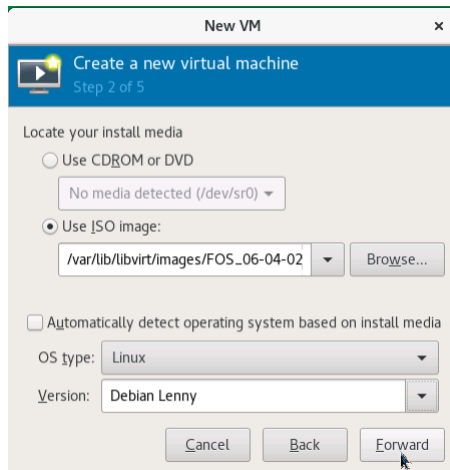 New VM
Create a new virtual machine
Step 2 of 5
Locate your install media
Use CDROM or DVD
No media detected (/dev/sr0)
Use ISO image:
/var/lib/libvirt/images/FOS_06-04-02
Browse...
Automatically detect operating system based on install media
OS type: Linux
Version: Debian Lenny
Cancel Back Forward